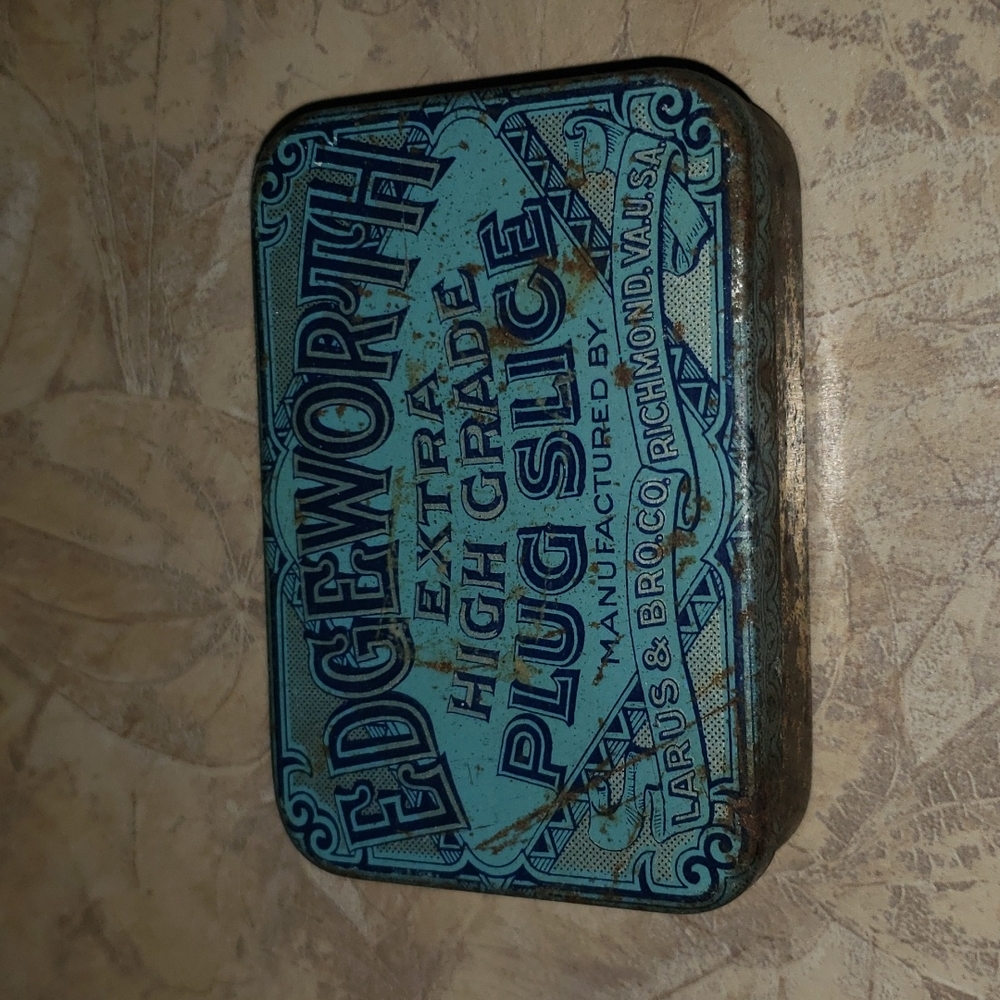 EDGEWORTH
EXTRA
HIGH GRADE
PLUG SLICE
MANUFACTURED BY
LARUS & BRO. CO. RICHMOND, VA. U.S.A.